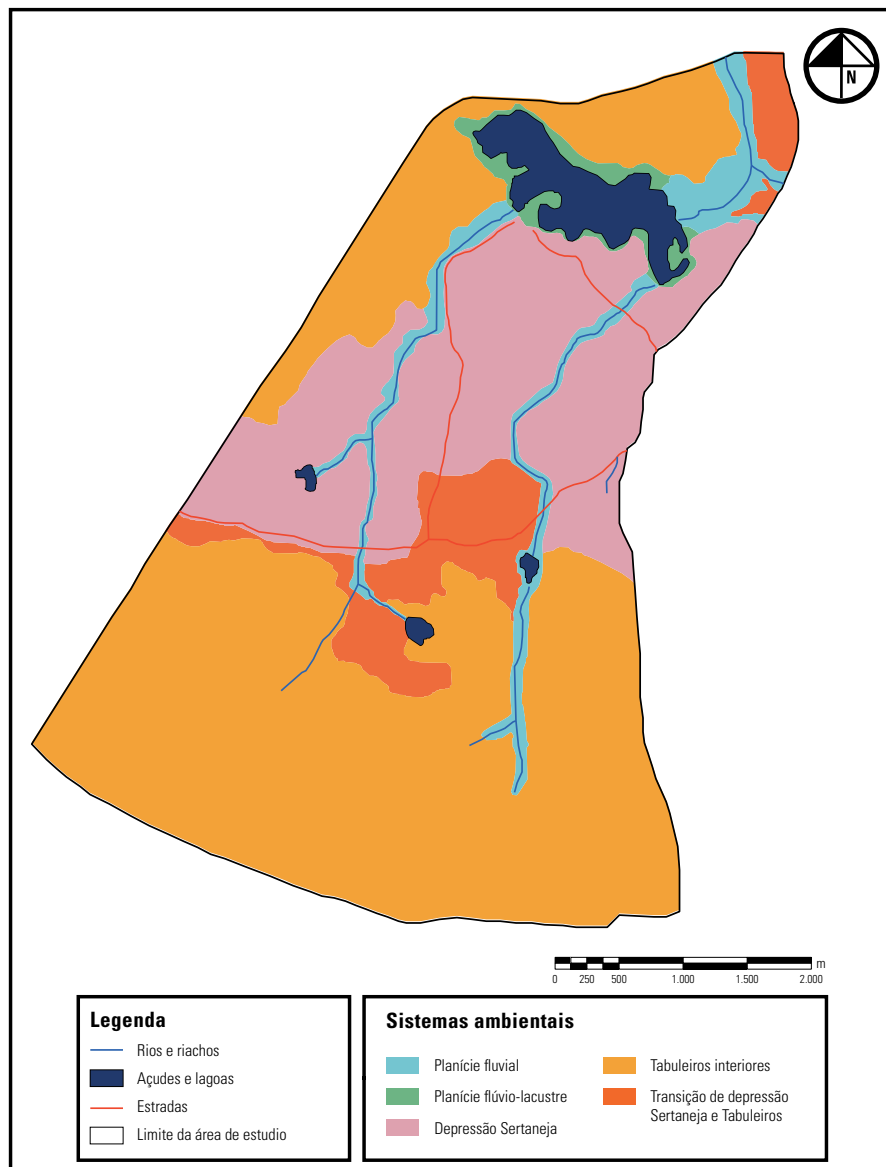 N
m
0 250 500 1.000 1.500 2.000
Legenda
Rios e riachos
Açudes e lagoas
Estradas
Limite da área de estudio
Sistemas ambientais
Planície fluvial
Planície flúvio-lacustre
Depressão Sertaneja
Tabuleiros interiores
Transição de depressão
Sertaneja e Tabuleiros